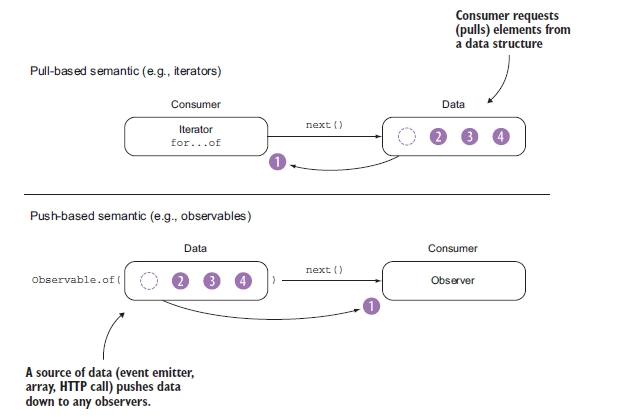 Consumer requests
(pulls) elements from
a data structure
Pull-based semantic (e.g., iterators)
Consumer
Data
Iterator
for...of
next()
2 3 4
1
Push-based semantic (e.g., observables)
Data
Consumer
Observable.of(
2 3 4
)
next()
Observer
1
A source of data (event emitter,
array, HTTP call) pushes data
down to any observers.